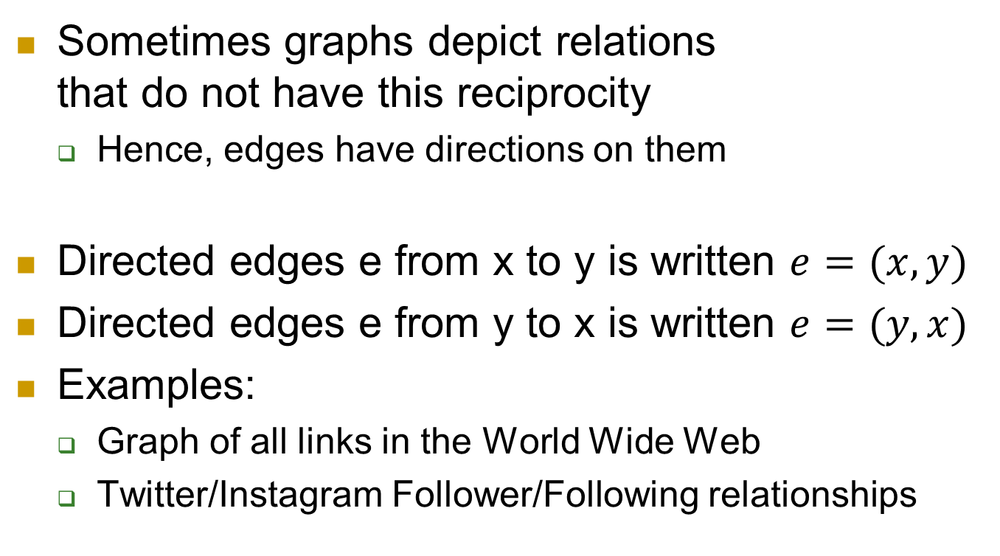 Sometimes graphs depict relations
that do not have this reciprocity
Hence, edges have directions on them
Directed edges e from x to y is written e = (x, y)
Directed edges e from y to x is written e = (y, x)
Examples:
Graph of all links in the World Wide Web
Twitter/Instagram Follower/Following relationships